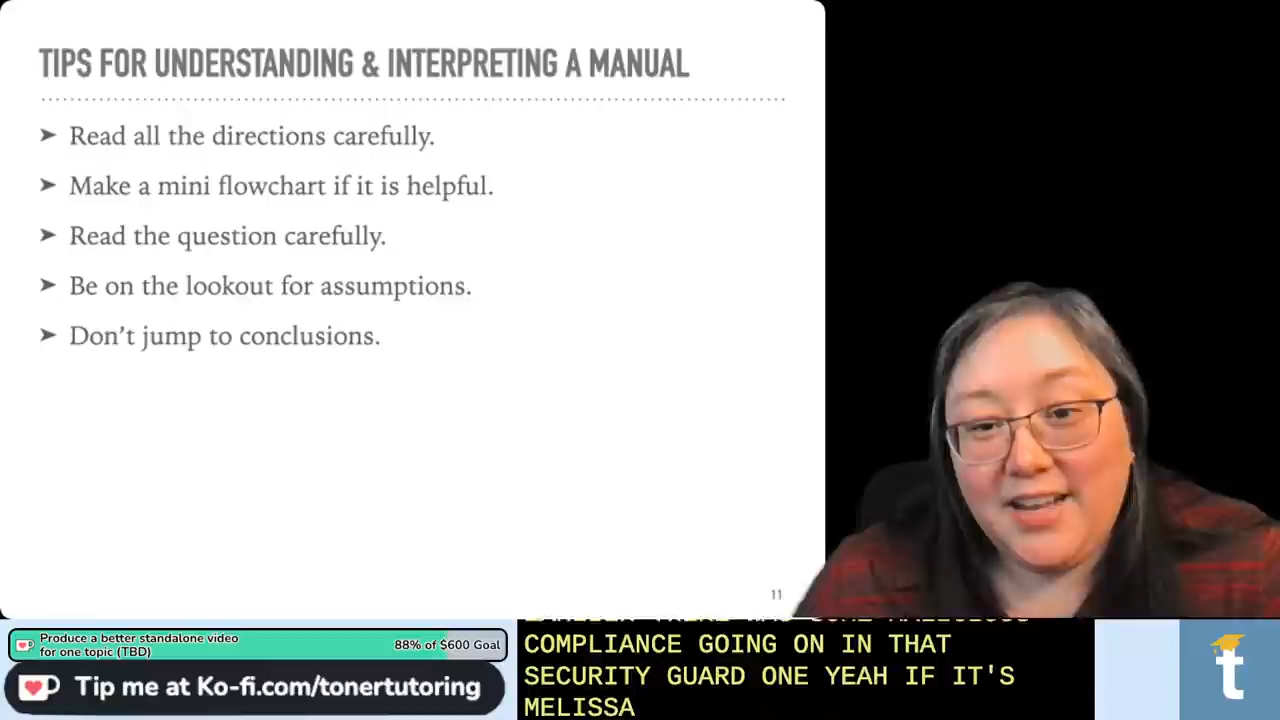 TIPS FOR UNDERSTANDING & INTERPRETING A MANUAL
➤ Read all the directions carefully.
➤ Make a mini flowchart if it is helpful.
➤ Read the question carefully.
➤ Be on the lookout for assumptions.
➤ Don't jump to conclusions.
11
Produce a better standalone video
for one topic (TBD)
88% of $600 Goal
Tip me at Ko-fi.com/tonertutoring
COMPLIANCE GOING ON IN THAT
SECURITY GUARD ONE YEAH IF IT'S
MELISSA
t